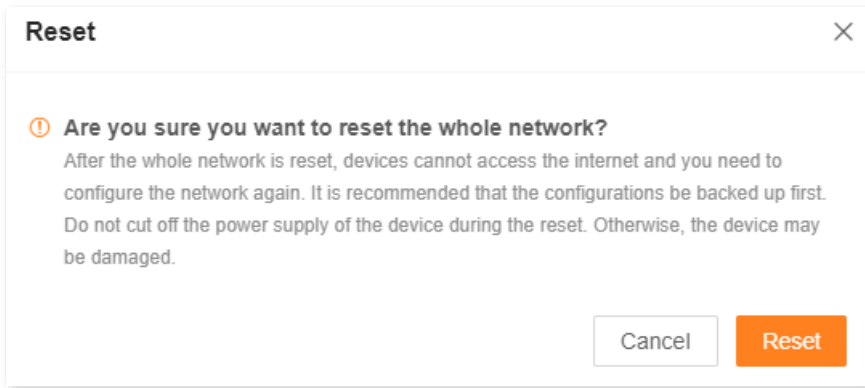 Reset
Are you sure you want to reset the whole network?
After the whole network is reset, devices cannot access the internet and you need to
configure the network again. It is recommended that the configurations be backed up first.
Do not cut off the power supply of the device during the reset. Otherwise, the device may
be damaged.
Cancel
Reset